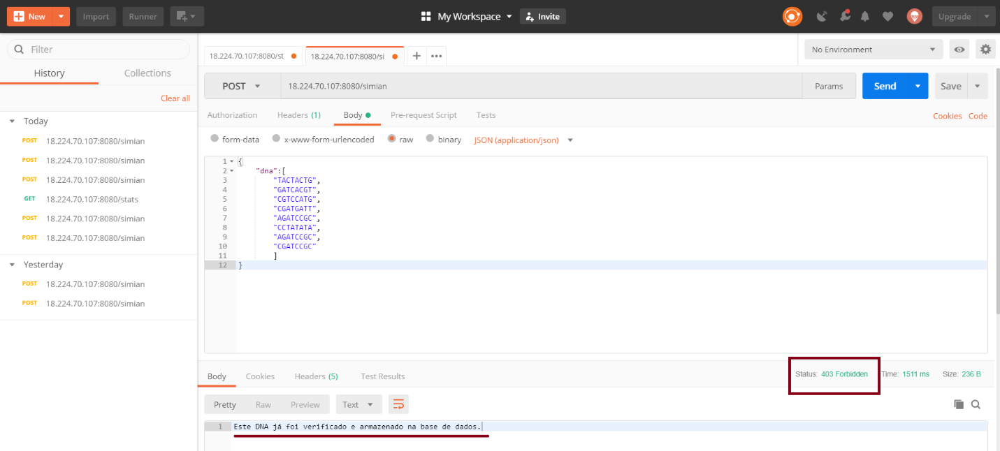 New Import Runner My Workspace Invite Upgrade
Filter
History Collections
Clear all
Today
POST 18.224.70.107:8080/simian
POST 18.224.70.107:8080/simian
POST 18.224.70.107:8080/simian
GET 18.224.70.107:8080/stats
POST 18.224.70.107:8080/simian
POST 18.224.70.107:8080/simian
Yesterday
POST 18.224.70.107:8080/simian
POST 18.224.70.107:8080/simian
18.224.70.107:8080/st 18.224.70.107:8080/si No Environment
POST 18.224.70.107:8080/simian Params Send Save
Authorization Headers (1) Body Pre-request Script Tests Cookies Code
form-data x-www-form-urlencoded raw binary JSON (application/json)
1 {
2 "dna":[
3 "TACTACTG",
4 "GATCACGT",
5 "CGTCCATG",
6 "CGATGATT",
7 "AGATCCGC",
8 "CCTATATA",
9 "AGATCCGC",
10 "CGATCCGC"
11 ]
12 }
Body Cookies Headers (5) Test Results Status: 403 Forbidden Time: 1511 ms Size: 236 B
Pretty Raw Preview Text
1 Este DNA já foi verificado e armazenado na base de dados.